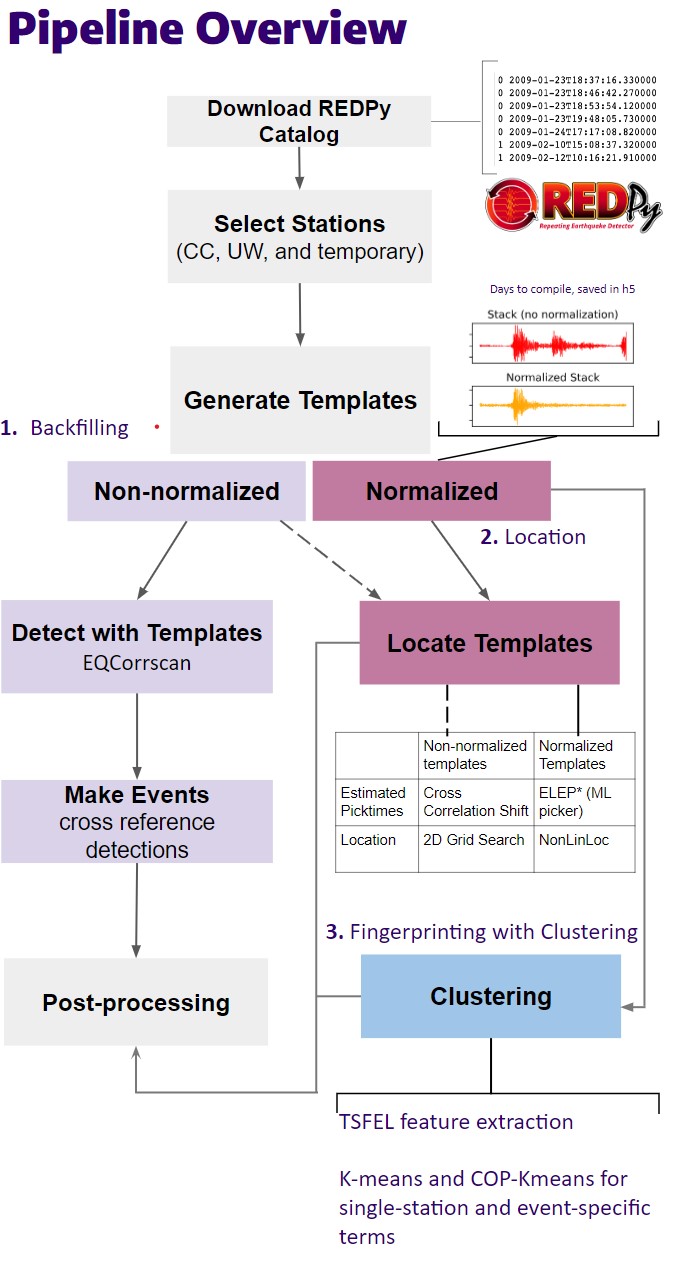 Pipeline Overview
Download REDPy
Catalog
0 2009-01-23T18:37:16.330000
0 2009-01-23T18:46:42.270000
0 2009-01-23T18:53:54.120000
0 2009-01-23T19:48:05.730000
0 2009-01-24T17:17:08.820000
1 2009-02-10T15:08:37.320000
1 2009-02-12T10:16:21.910000
REDPy
Repeating Earthquake Detector
Select Stations
(CC, UW, and temporary)
Days to compile, saved in h5
Stack (no normalization)
Normalized Stack
Generate Templates
1. Backfilling
Non-normalized
Normalized
2. Location
Detect with Templates
EQCorrscan
Locate Templates
Non-normalized
templates
Normalized
Templates
Estimated
Picktimes
Cross
Correlation Shift
ELEP* (ML
picker)
Location
2D Grid Search
NonLinLoc
Make Events
cross reference
detections
3. Fingerprinting with Clustering
Post-processing
Clustering
TSFEL feature extraction
K-means and COP-Kmeans for
single-station and event-specific
terms